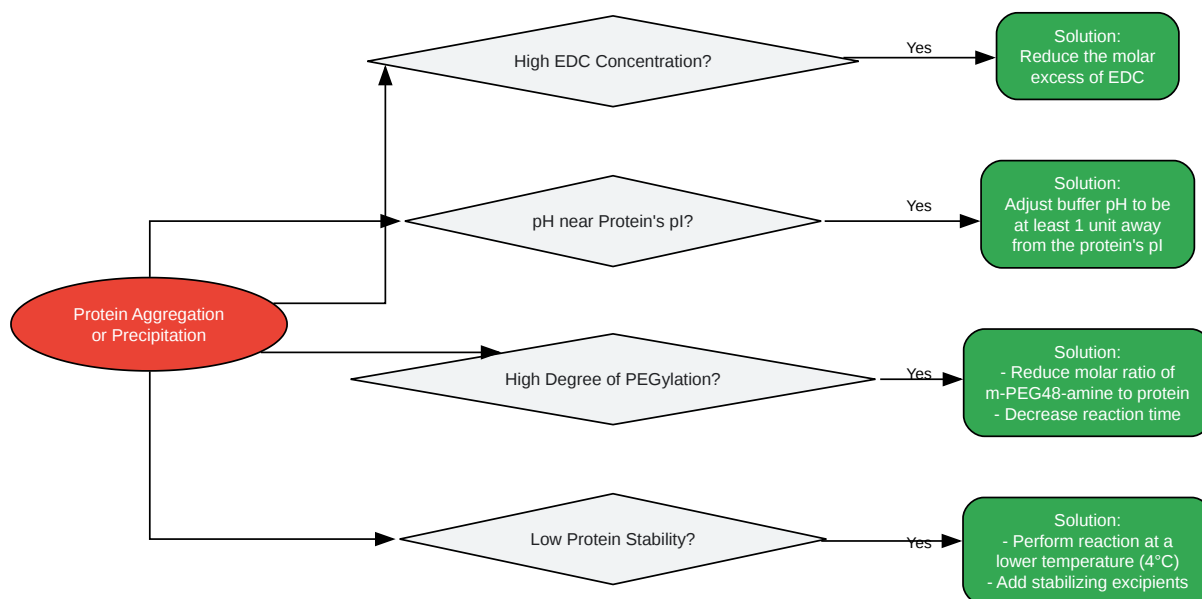 High EDC Concentration?
Yes
Solution:
Reduce the molar
excess of EDC
pH near Protein's pI?
Yes
Solution:
Adjust buffer pH to be
at least 1 unit away
from the protein's pI
Protein Aggregation
or Precipitation
High Degree of PEGylation?
Yes
Solution:
- Reduce molar ratio of
m-PEG48-amine to protein
- Decrease reaction time
Low Protein Stability?
Yes
Solution:
- Perform reaction at a
lower temperature (4°C)
- Add stabilizing excipients